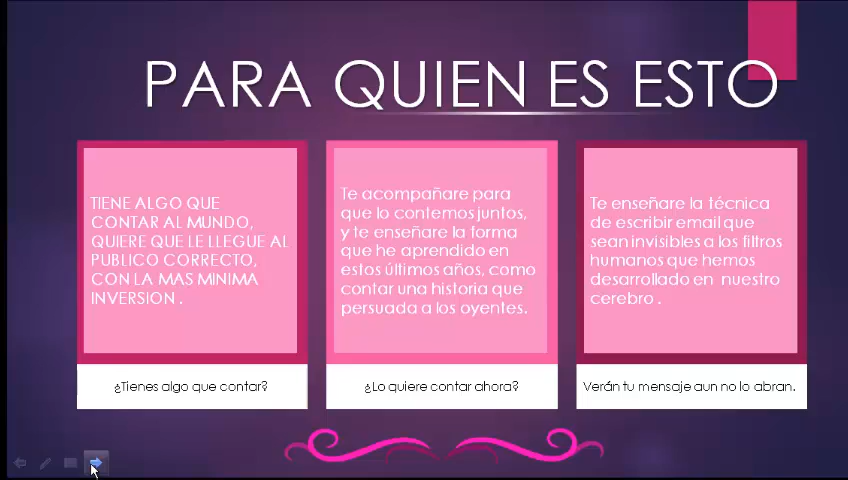 PARA QUIEN ES ESTO
TIENE ALGO QUE
CONTAR AL MUNDO,
QUIERE QUE LE LLEGUE AL
PUBLICO CORRECTO,
CON LA MAS MINIMA
INVERSION .
¿Tienes algo que contar?
Te acompañare para
que lo contemos juntos,
y te enseñare la forma
que he aprendido en
estos últimos años, como
contar una historia que
persuada a los oyentes.
¿Lo quiere contar ahora?
Te enseñare la técnica
de escribir email que
sean invisibles a los filtros
humanos que hemos
desarrollado en nuestro
cerebro .
Verán tu mensaje aun no lo abran.